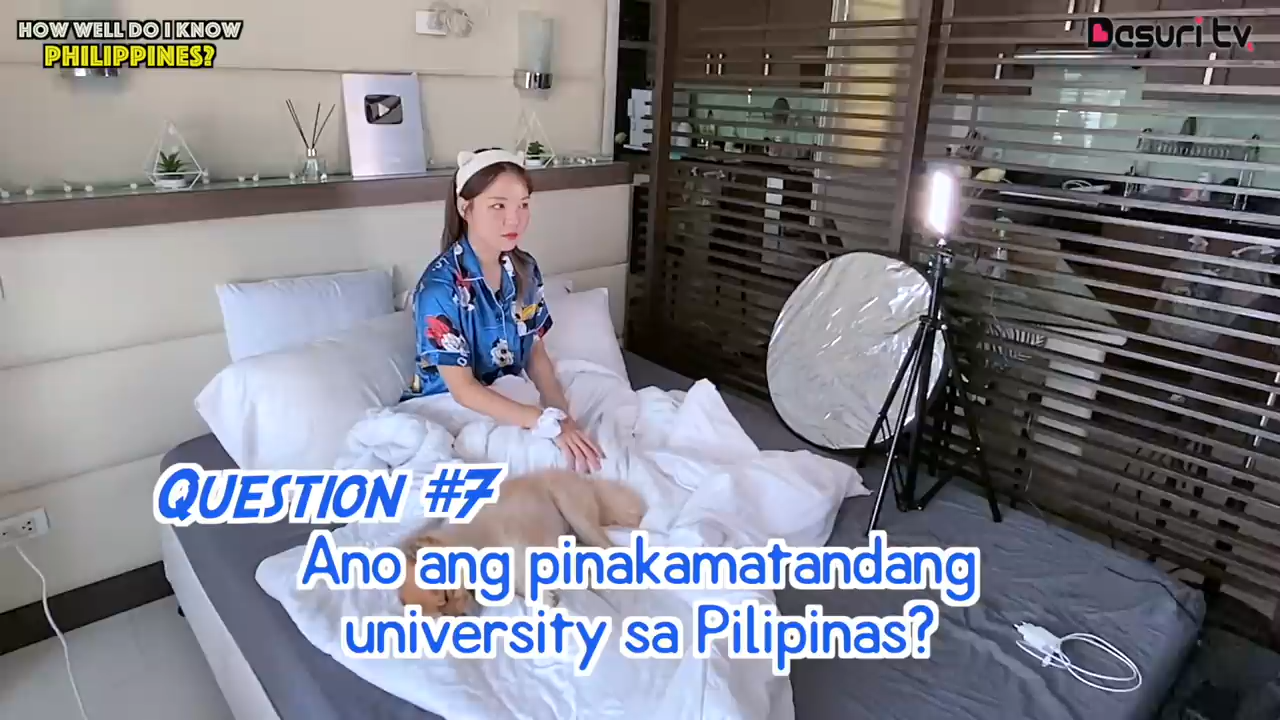 HOW WELL DO I KNOW
PHILIPPINES?
Dasuri tv
QUESTION #7
Ano ang pinakamatandang
university sa Pilipinas?